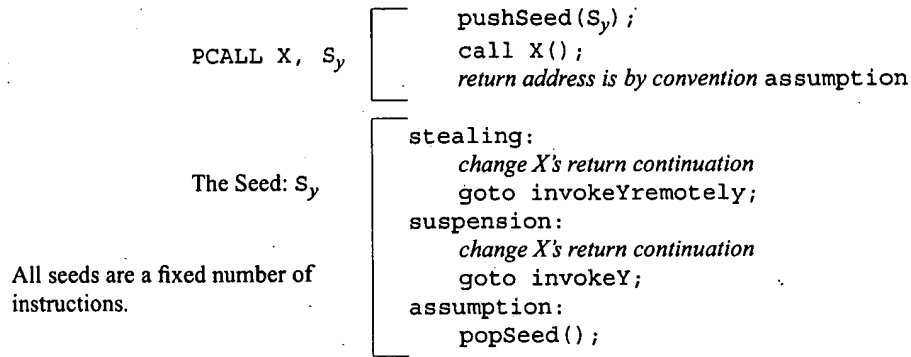 pushSeed(Sy);
PCALL X, Sy
call X();
return address is by convention assumption
stealing:
change X's return continuation
The Seed: Sy
goto invokeYremotely;
suspension:
change X's return continuation
All seeds are a fixed number of
goto invokeY;
instructions.
assumption:
popSeed();